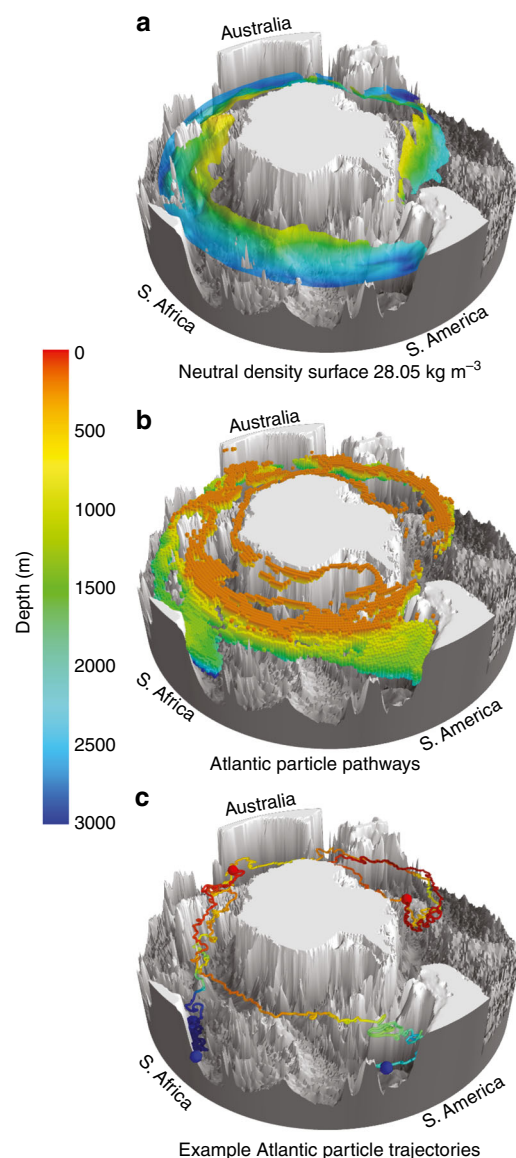 a
Australia
S. Africa
S. America
Neutral density surface 28.05 kg m⁻³
0
500
1000
1500
2000
2500
3000
Depth (m)
b
Australia
S. Africa
S. America
Atlantic particle pathways
c
Australia
S. Africa
S. America
Example Atlantic particle trajectories